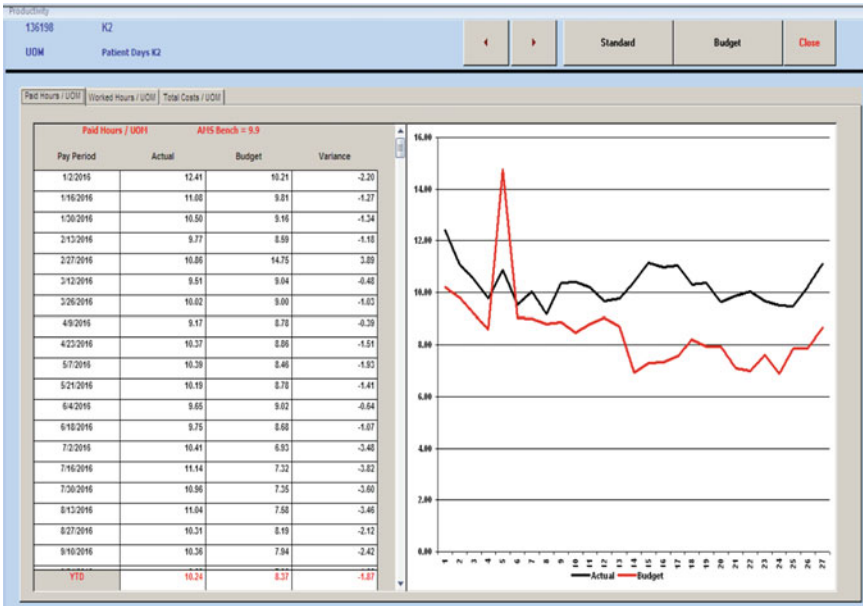 Productivity
136198 K2
UOM Patient Days K2
Standard Budget Close
Paid Hours / UOM Worked Hours / UOM Total Costs / UOM
Paid Hours / UOM AHS Bench = 9.9
Pay Period Actual Budget Variance
1/2/2016 12.41 10.21 -2.20
1/16/2016 11.08 9.81 -1.27
1/30/2016 10.50 9.16 -1.34
2/13/2016 9.77 8.59 -1.18
2/27/2016 10.86 14.75 3.89
3/12/2016 9.51 9.04 -0.48
3/26/2016 10.02 9.00 -1.03
4/9/2016 9.17 8.78 -0.39
4/23/2016 10.37 8.86 -1.51
5/7/2016 10.39 8.46 -1.93
5/21/2016 10.19 8.78 -1.41
6/4/2016 9.65 9.02 -0.64
6/18/2016 9.75 8.68 -1.07
7/2/2016 10.41 6.93 -3.48
7/16/2016 11.14 7.32 -3.82
7/30/2016 10.96 7.35 -3.60
8/13/2016 11.04 7.58 -3.46
8/27/2016 10.31 8.19 -2.12
9/10/2016 10.36 7.94 -2.42
YTD 10.24 8.37 -1.87
16.00
14.00
12.00
10.00
8.00
6.00
4.00
2.00
0.00
1 2 3 4 5 6 7 8 9 10 11 12 13 14 15 16 17 18 19 20 21 22 23 24 25 26 27
Actual Budget